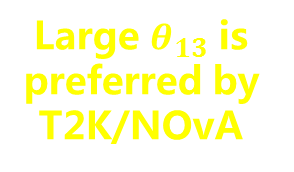 Large θ₁₃ is
preferred by
T2K/NOvA